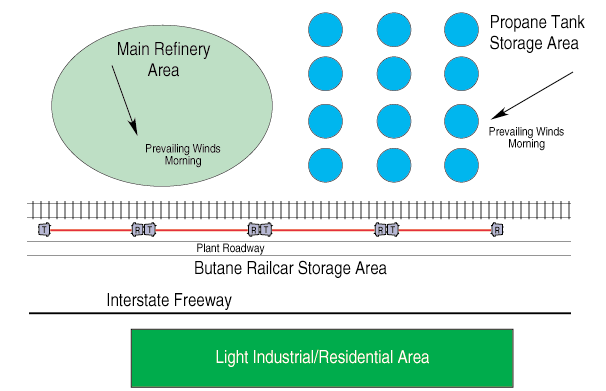 Main Refinery
Area
Prevailing Winds
Morning
Propane Tank
Storage Area
Prevailing Winds
Morning
T R T R T R T R
Plant Roadway
Butane Railcar Storage Area
Interstate Freeway
Light Industrial/Residential Area